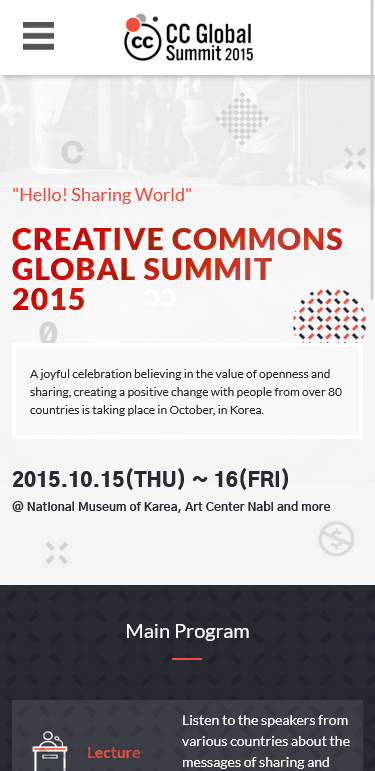 CC Global
Summit 2015
"Hello! Sharing World"
CREATIVE COMMONS
GLOBAL SUMMIT
2015
A joyful celebration believing in the value of openness and
sharing, creating a positive change with people from over 80
countries is taking place in October, in Korea.
2015.10.15(THU) ~ 16(FRI)
@ National Museum of Karea, Art Center Nabi and more
Main Program
Lecture
Listen to the speakers from
various countries about the
messages of sharing and